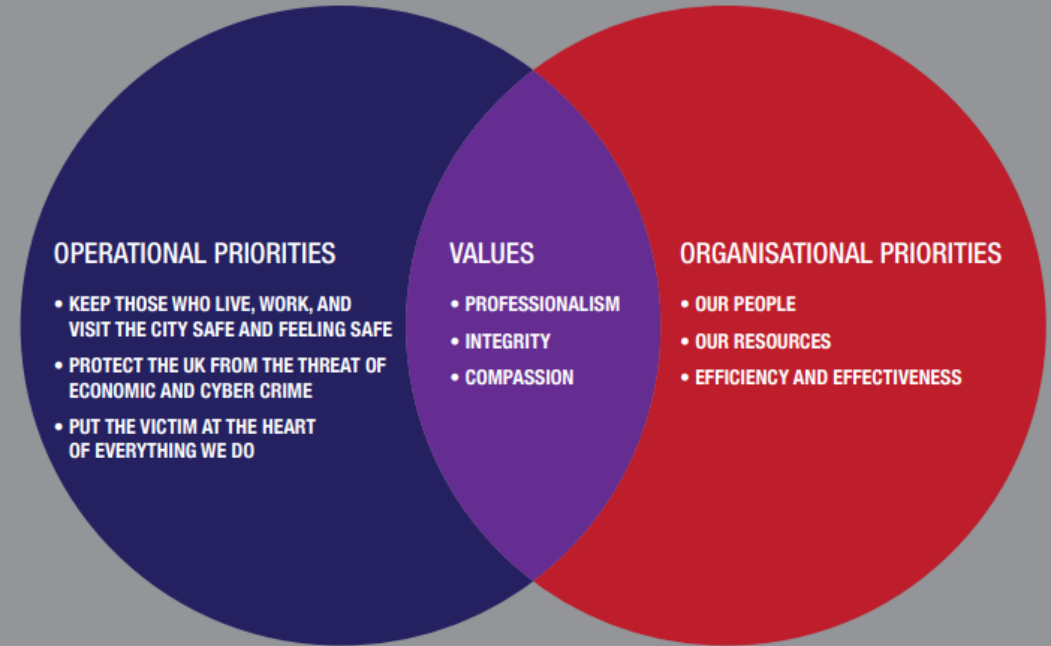 OPERATIONAL PRIORITIES
• KEEP THOSE WHO LIVE, WORK, AND
VISIT THE CITY SAFE AND FEELING SAFE
• PROTECT THE UK FROM THE THREAT OF
ECONOMIC AND CYBER CRIME
• PUT THE VICTIM AT THE HEART
OF EVERYTHING WE DO
VALUES
• PROFESSIONALISM
• INTEGRITY
• COMPASSION
ORGANISATIONAL PRIORITIES
• OUR PEOPLE
• OUR RESOURCES
• EFFICIENCY AND EFFECTIVENESS